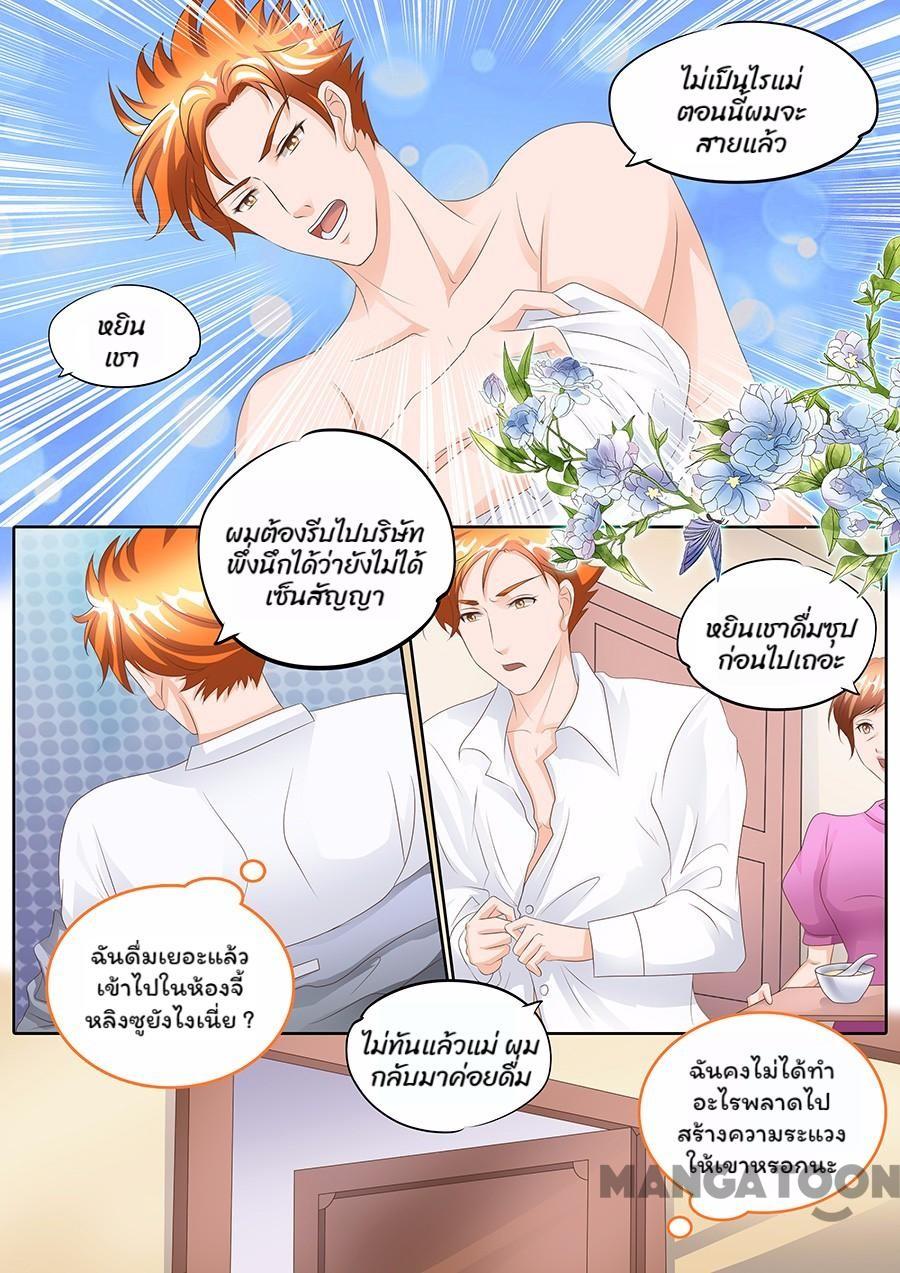 ไม่เป็นไรแม่
ตอนนี้ผมจะ
สายแล้ว
หยิน
เชา
ผมต้องรีบไปบริษัท
พึ่งนึกได้ว่ายังไม่ได้
เซ็นสัญญา
หยินเชาดื่มซุป
ก่อนไปเถอะ
ฉันดื่มเยอะแล้ว
เข้าไปในห้องจี้
หลิงซูยังไงเนี่ย ?
ไม่ทันแล้วแม่ ผม
กลับมาค่อยดื่ม
ฉันคงไม่ได้ทำ
อะไรพลาดไป
สร้างความระแวง
ให้เขาหรอกนะ
MANGATOON